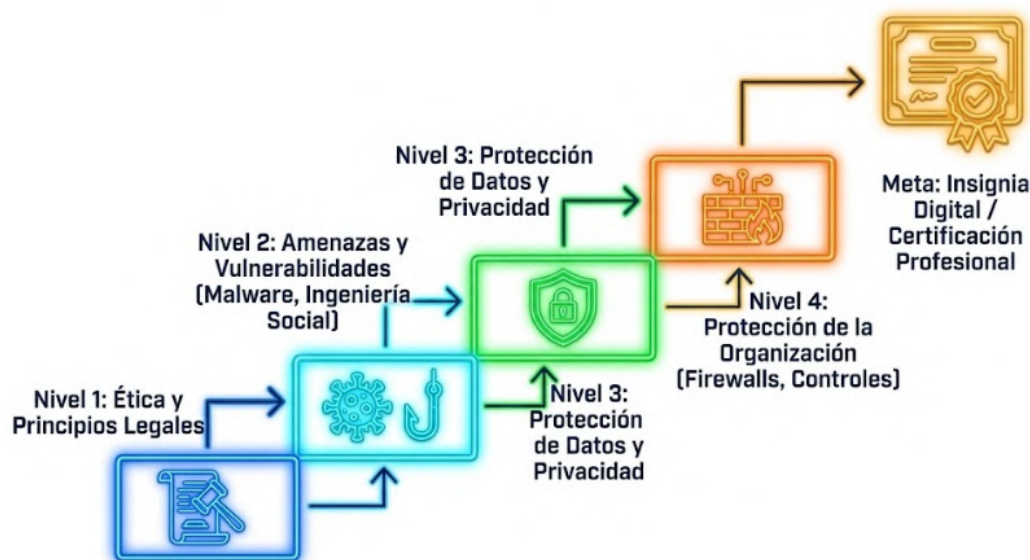 Nivel 3: Protección
de Datos y
Privacidad
Meta: Insignia
Digital /
Certificación
Profesional
Nivel 2: Amenazas y
Vulnerabilidades
(Malware, Ingeniería
Social)
Nivel 4:
Protección de la
Organización
(Firewalls, Controles)
Nivel 1: Ética y
Principios Legales
Nivel 3:
Protección
de Datos y
Privacidad